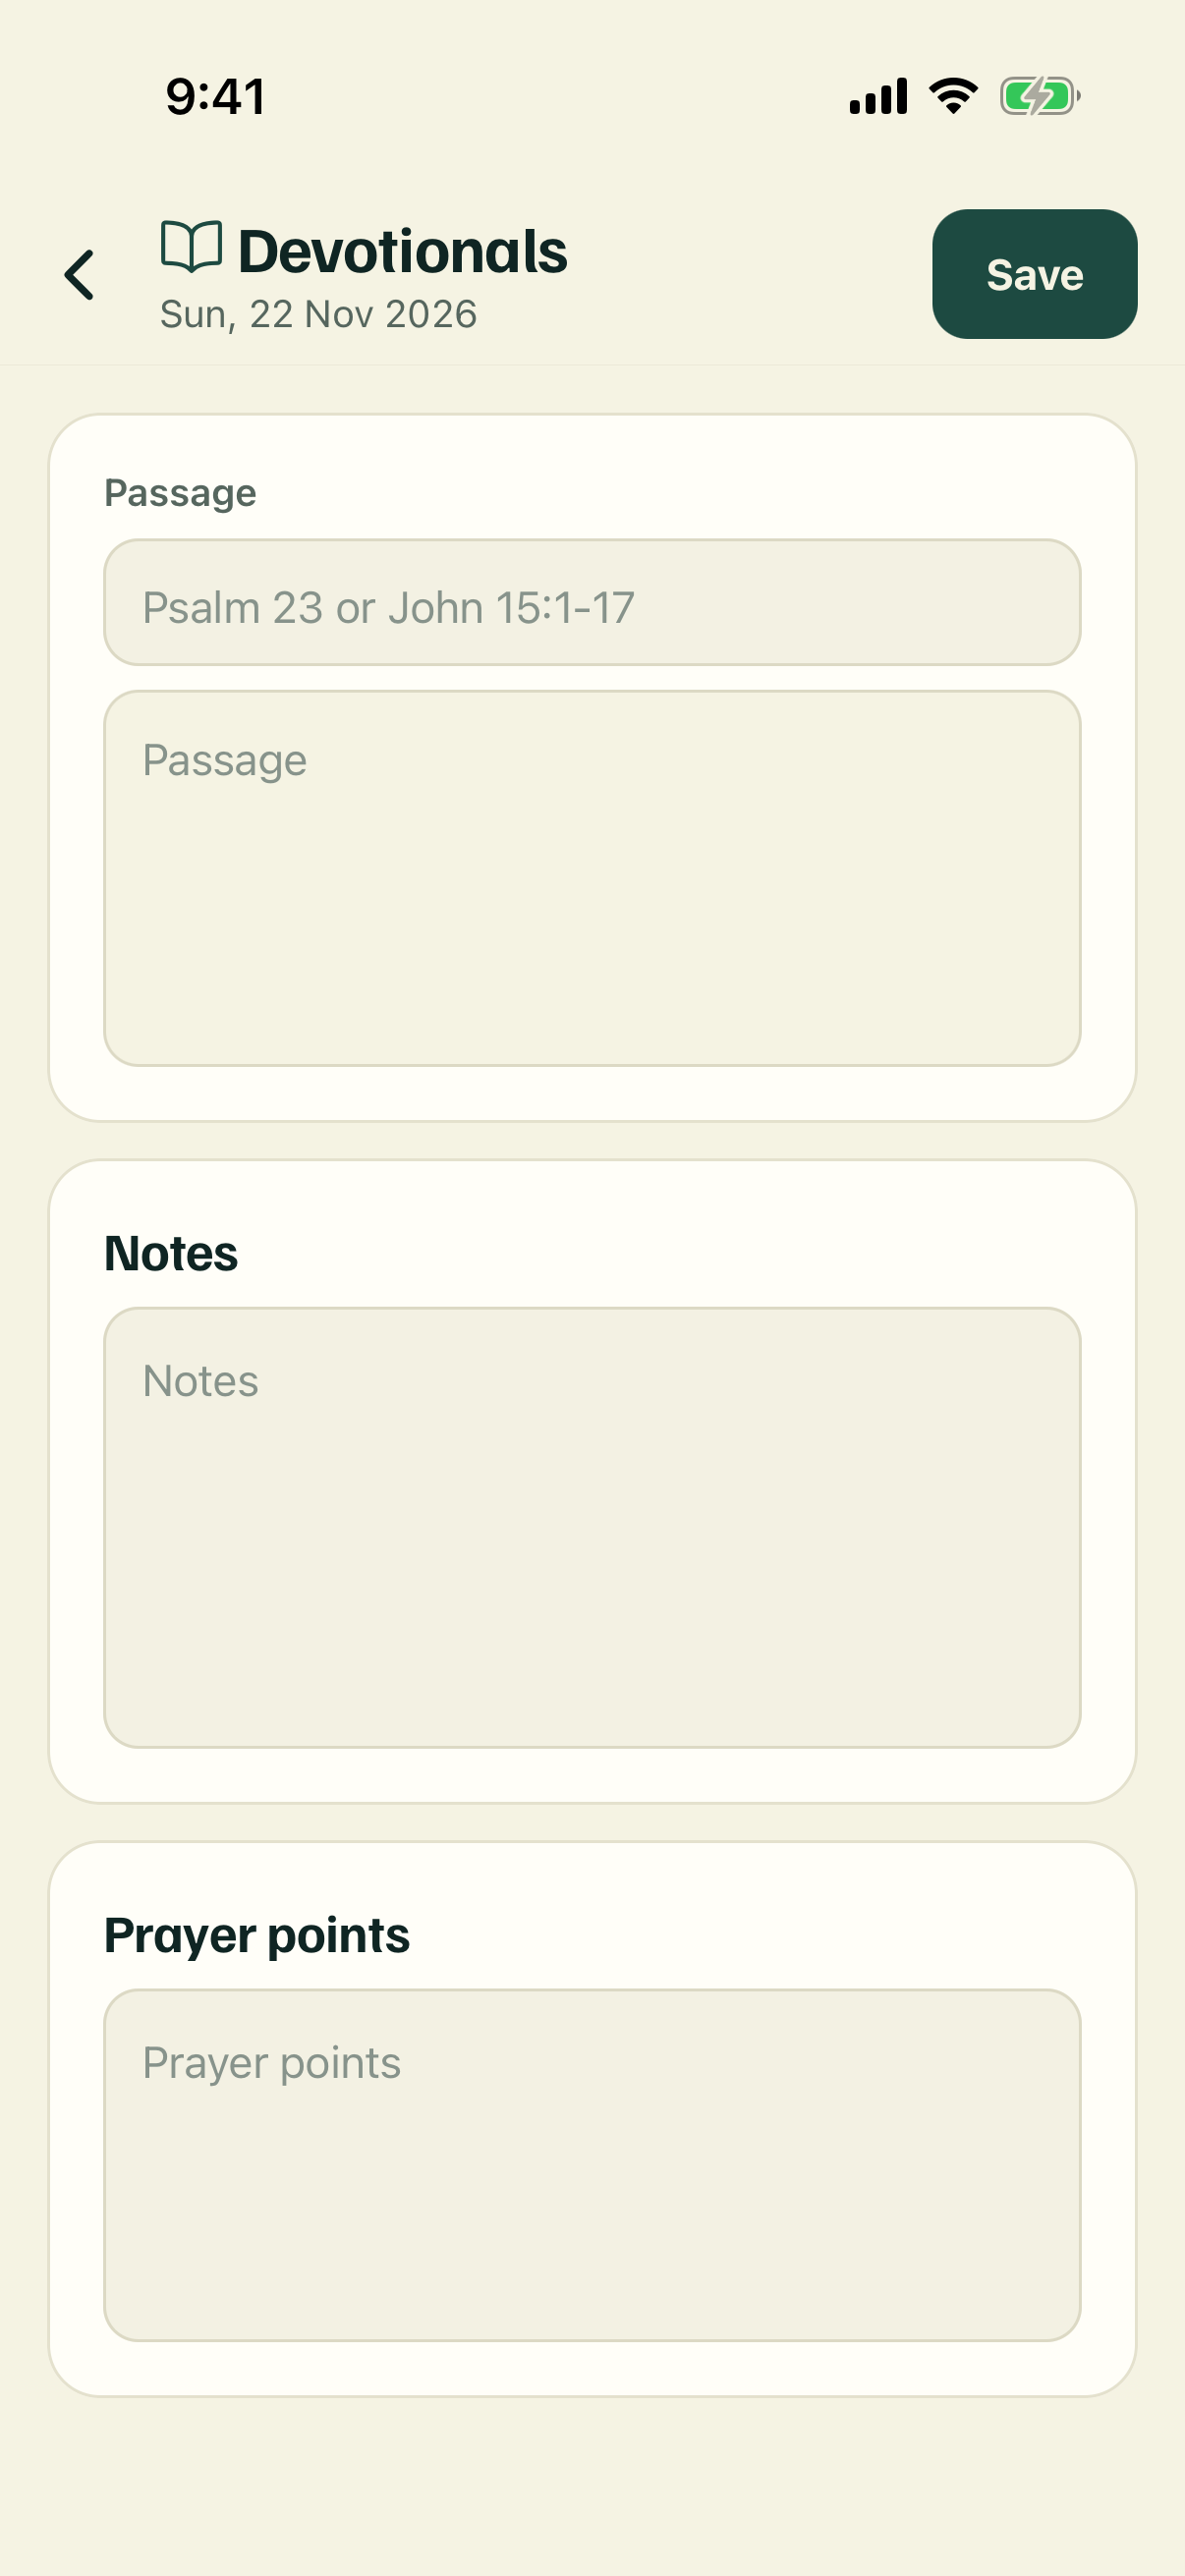 9:41
Devotionals
Sun, 22 Nov 2026
Save
Passage
Psalm 23 or John 15:1-17
Passage
Notes
Notes
Prayer points
Prayer points